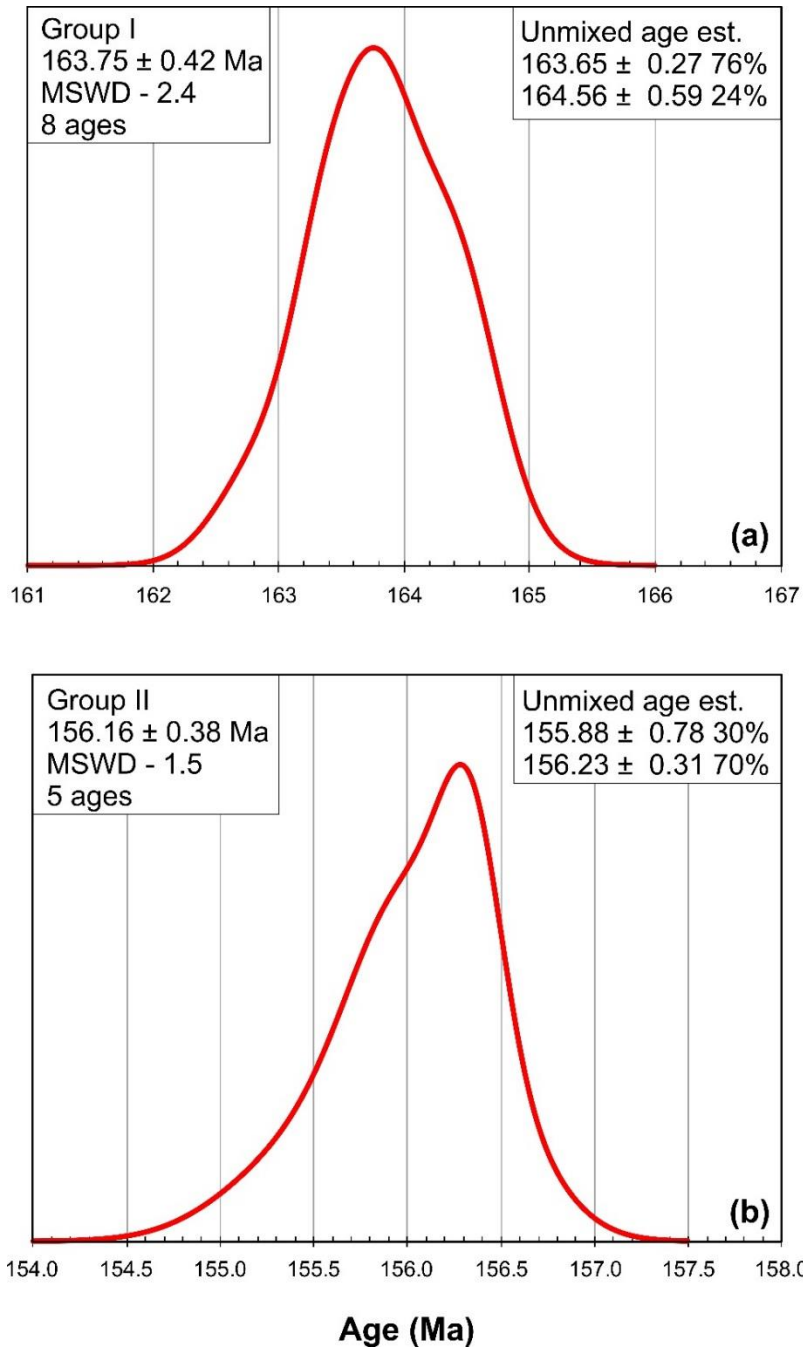 Group I
163.75 ± 0.42 Ma
MSWD - 2.4
8 ages
Unmixed age est.
163.65 ± 0.27 76%
164.56 ± 0.59 24%
(a)
161 162 163 164 165 166 167
Group II
156.16 ± 0.38 Ma
MSWD - 1.5
5 ages
Unmixed age est.
155.88 ± 0.78 30%
156.23 ± 0.31 70%
(b)
154.0 154.5 155.0 155.5 156.0 156.5 157.0 157.5 158.0
Age (Ma)